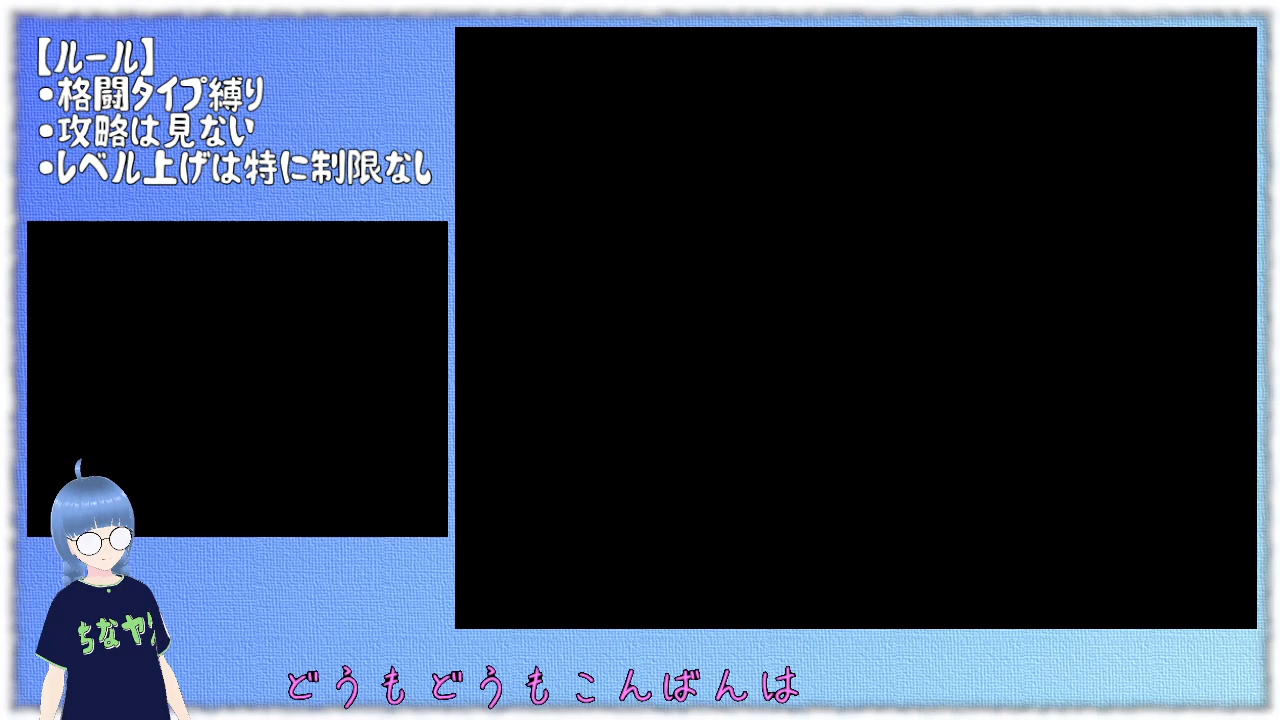 【ルール】
・格闘タイプ縛り
・攻略は見ない
・レベル上げは特に制限なし
ちなヤ
どうもどうもこんばんは